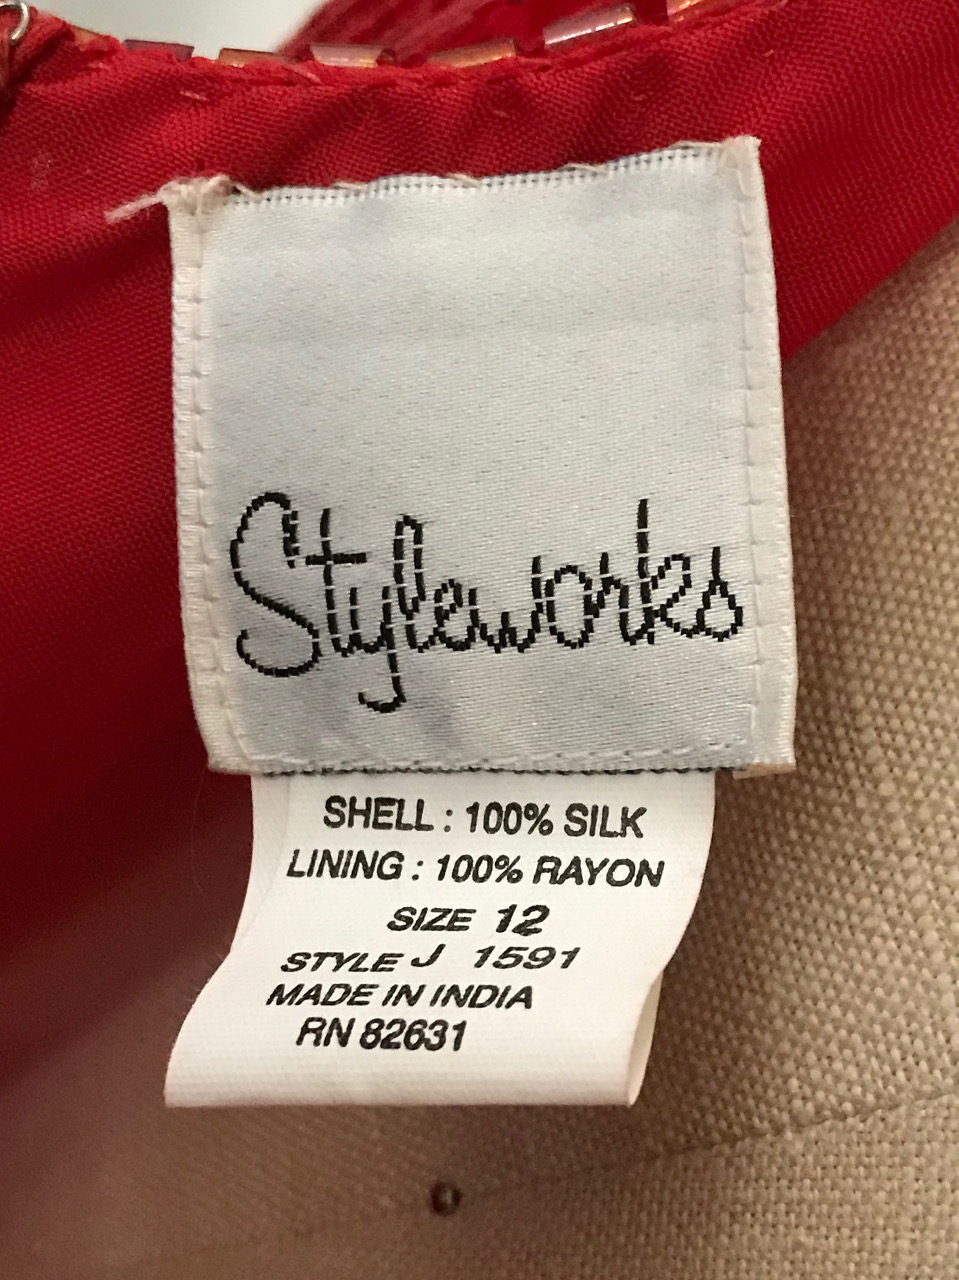 Styleworks
SHELL : 100% SILK
LINING : 100% RAYON
SIZE 12
STYLE J 1591
MADE IN INDIA
RN 82631